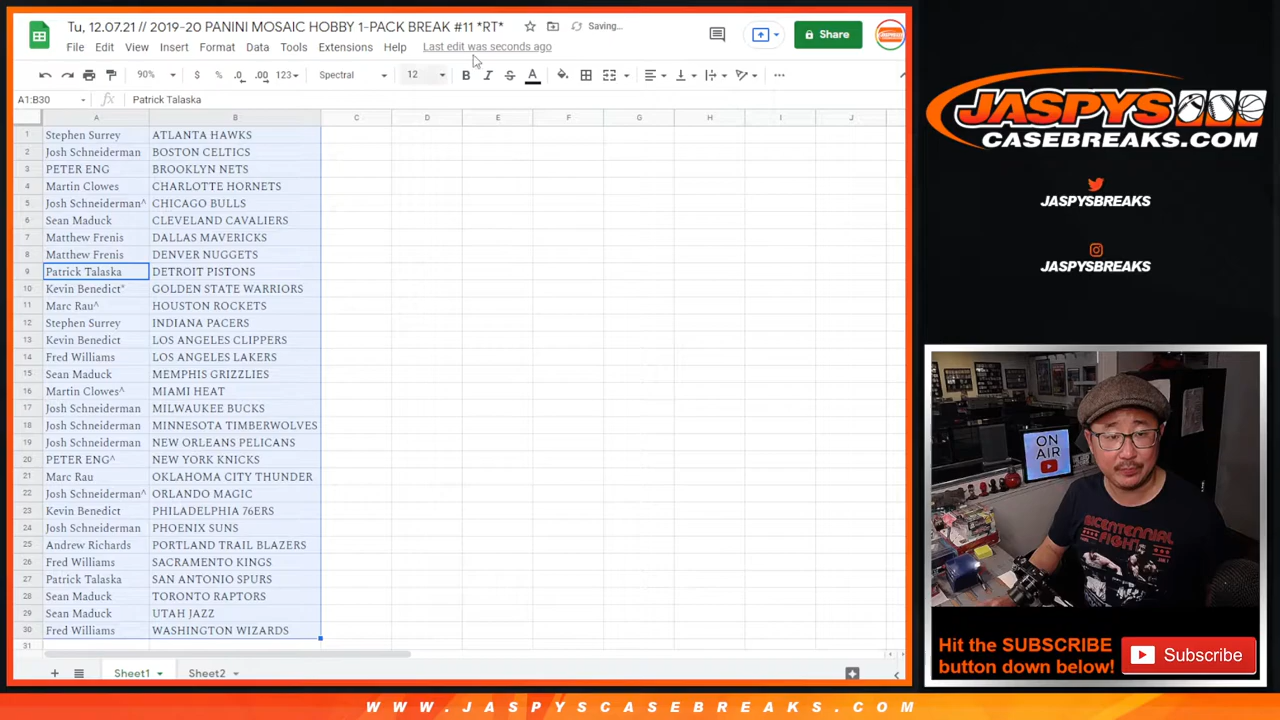 Tu, 12.07.21 // 2019-20 PANINI MOSAIC HOBBY 1-PACK BREAK #11 *RT* Saving...
File Edit View Insert Format Data Tools Extensions Help Last edit was seconds ago
Share
90% $ % .0 .00 123 Spectral 12 B I S A
A1:B30 fx Patrick Talaska
A B C D E F G H I J
1 Stephen Surrey ATLANTA HAWKS
2 Josh Schneiderman BOSTON CELTICS
3 PETER ENG BROOKLYN NETS
4 Martin Clowes CHARLOTTE HORNETS
5 Josh Schneiderman^ CHICAGO BULLS
6 Sean Maduck CLEVELAND CAVALIERS
7 Matthew Frenis DALLAS MAVERICKS
8 Matthew Frenis DENVER NUGGETS
9 Patrick Talaska DETROIT PISTONS
10 Kevin Benedict* GOLDEN STATE WARRIORS
11 Marc Rau^ HOUSTON ROCKETS
12 Stephen Surrey INDIANA PACERS
13 Kevin Benedict LOS ANGELES CLIPPERS
14 Fred Williams LOS ANGELES LAKERS
15 Sean Maduck MEMPHIS GRIZZLIES
16 Martin Clowes^ MIAMI HEAT
17 Josh Schneiderman MILWAUKEE BUCKS
18 Josh Schneiderman MINNESOTA TIMBERWOLVES
19 Josh Schneiderman NEW ORLEANS PELICANS
20 PETER ENG^ NEW YORK KNICKS
21 Marc Rau OKLAHOMA CITY THUNDER
22 Josh Schneiderman^ ORLANDO MAGIC
23 Kevin Benedict PHILADELPHIA 76ERS
24 Josh Schneiderman PHOENIX SUNS
25 Andrew Richards PORTLAND TRAIL BLAZERS
26 Fred Williams SACRAMENTO KINGS
27 Patrick Talaska SAN ANTONIO SPURS
28 Sean Maduck TORONTO RAPTORS
29 Sean Maduck UTAH JAZZ
30 Fred Williams WASHINGTON WIZARDS
31
Sheet1 Sheet2
JASPYS
CASEBREAKS.COM
JASPYSBREAKS
JASPYSBREAKS
ON
AIR
BICENTENNIAL
FIGHT
Hit the SUBSCRIBE
button down below!
Subscribe
WWW.JASPYSCASEBREAKS.COM